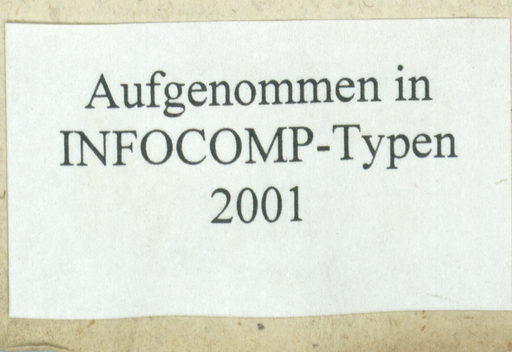 Aufgenommen in
INFOCOMP-Typen
2001